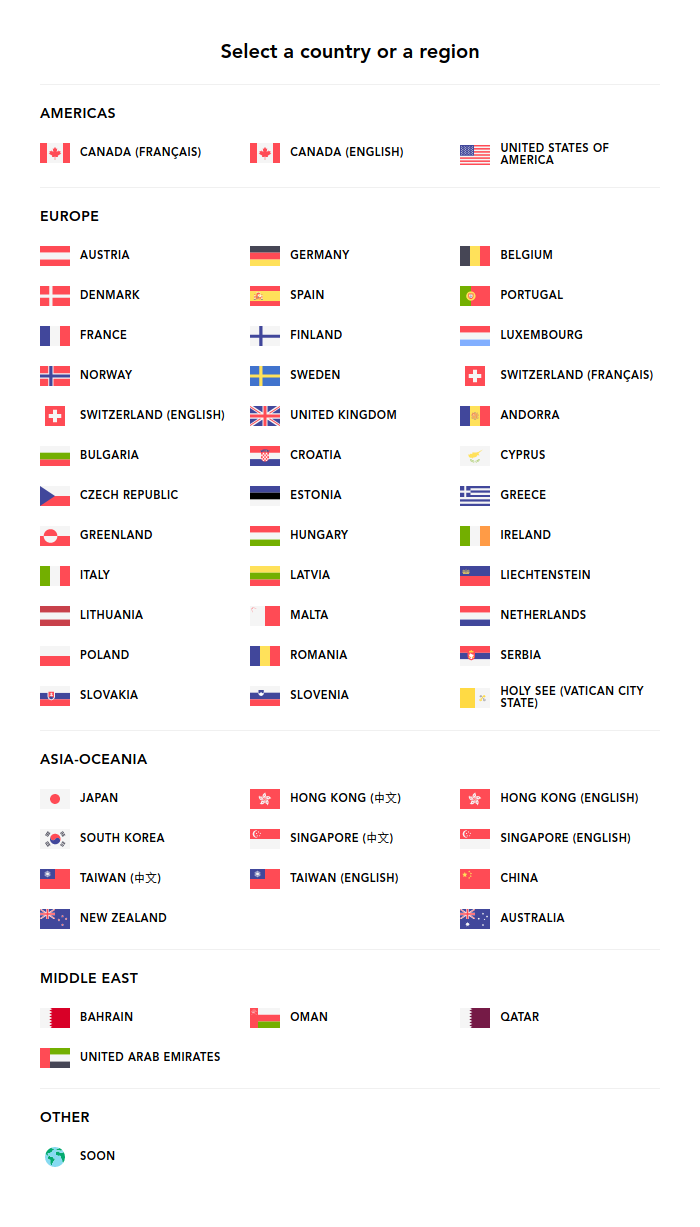 Select a country or a region
AMERICAS
CANADA (FRANÇAIS)
CANADA (ENGLISH)
UNITED STATES OF
AMERICA
EUROPE
AUSTRIA
GERMANY
BELGIUM
DENMARK
SPAIN
PORTUGAL
FRANCE
FINLAND
LUXEMBOURG
NORWAY
SWEDEN
SWITZERLAND (FRANÇAIS)
SWITZERLAND (ENGLISH)
UNITED KINGDOM
ANDORRA
BULGARIA
CROATIA
CYPRUS
CZECH REPUBLIC
ESTONIA
GREECE
GREENLAND
HUNGARY
IRELAND
ITALY
LATVIA
LIECHTENSTEIN
LITHUANIA
MALTA
NETHERLANDS
POLAND
ROMANIA
SERBIA
SLOVAKIA
SLOVENIA
HOLY SEE (VATICAN CITY
STATE)
ASIA-OCEANIA
JAPAN
HONG KONG (中文)
HONG KONG (ENGLISH)
SOUTH KOREA
SINGAPORE (中文)
SINGAPORE (ENGLISH)
TAIWAN (中文)
TAIWAN (ENGLISH)
CHINA
NEW ZEALAND
AUSTRALIA
MIDDLE EAST
BAHRAIN
OMAN
QATAR
UNITED ARAB EMIRATES
OTHER
SOON